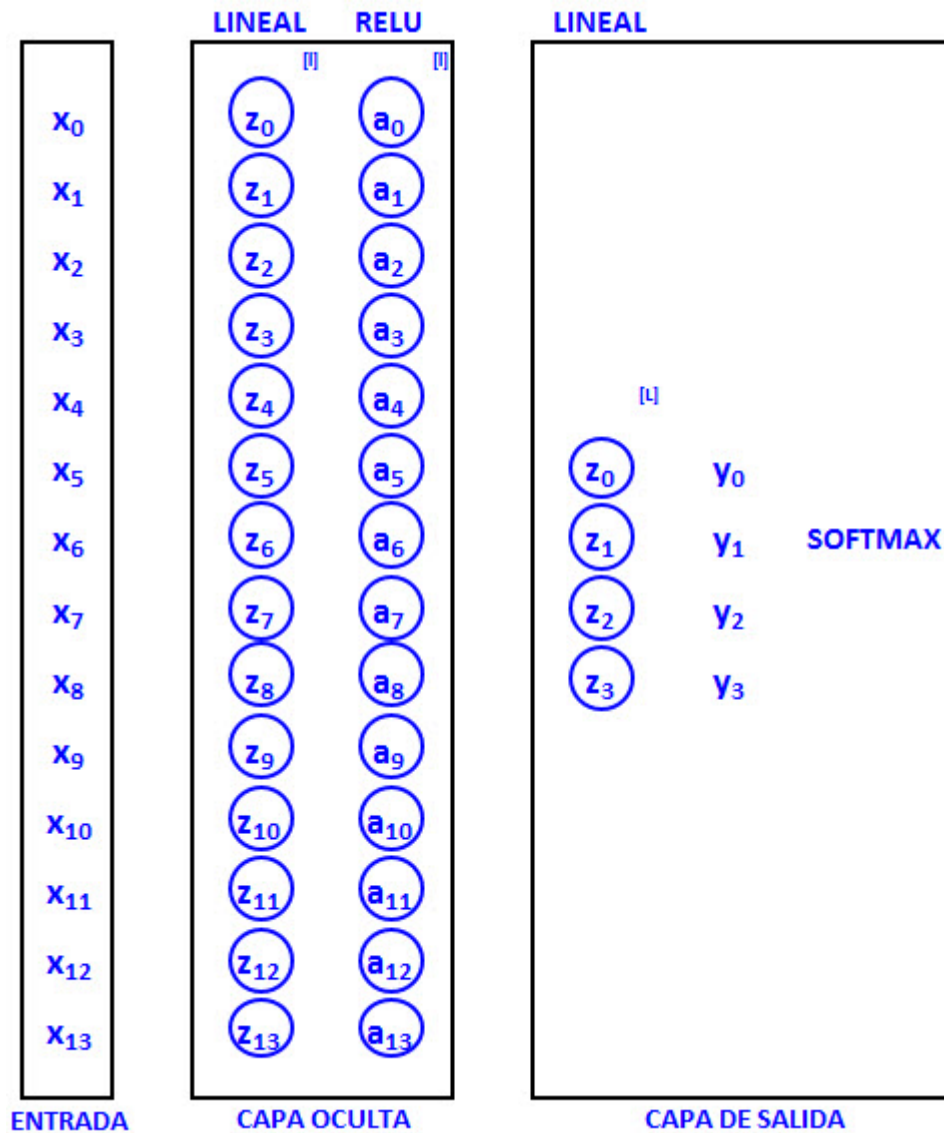 LINEAL RELU LINEAL
[l] [l]
x0 z0 a0
x1 z1 a1
x2 z2 a2
x3 z3 a3
x4 z4 a4 [L]
x5 z5 a5 z0 y0
x6 z6 a6 z1 y1 SOFTMAX
x7 z7 a7 z2 y2
x8 z8 a8 z3 y3
x9 z9 a9
x10 z10 a10
x11 z11 a11
x12 z12 a12
x13 z13 a13
ENTRADA CAPA OCULTA CAPA DE SALIDA